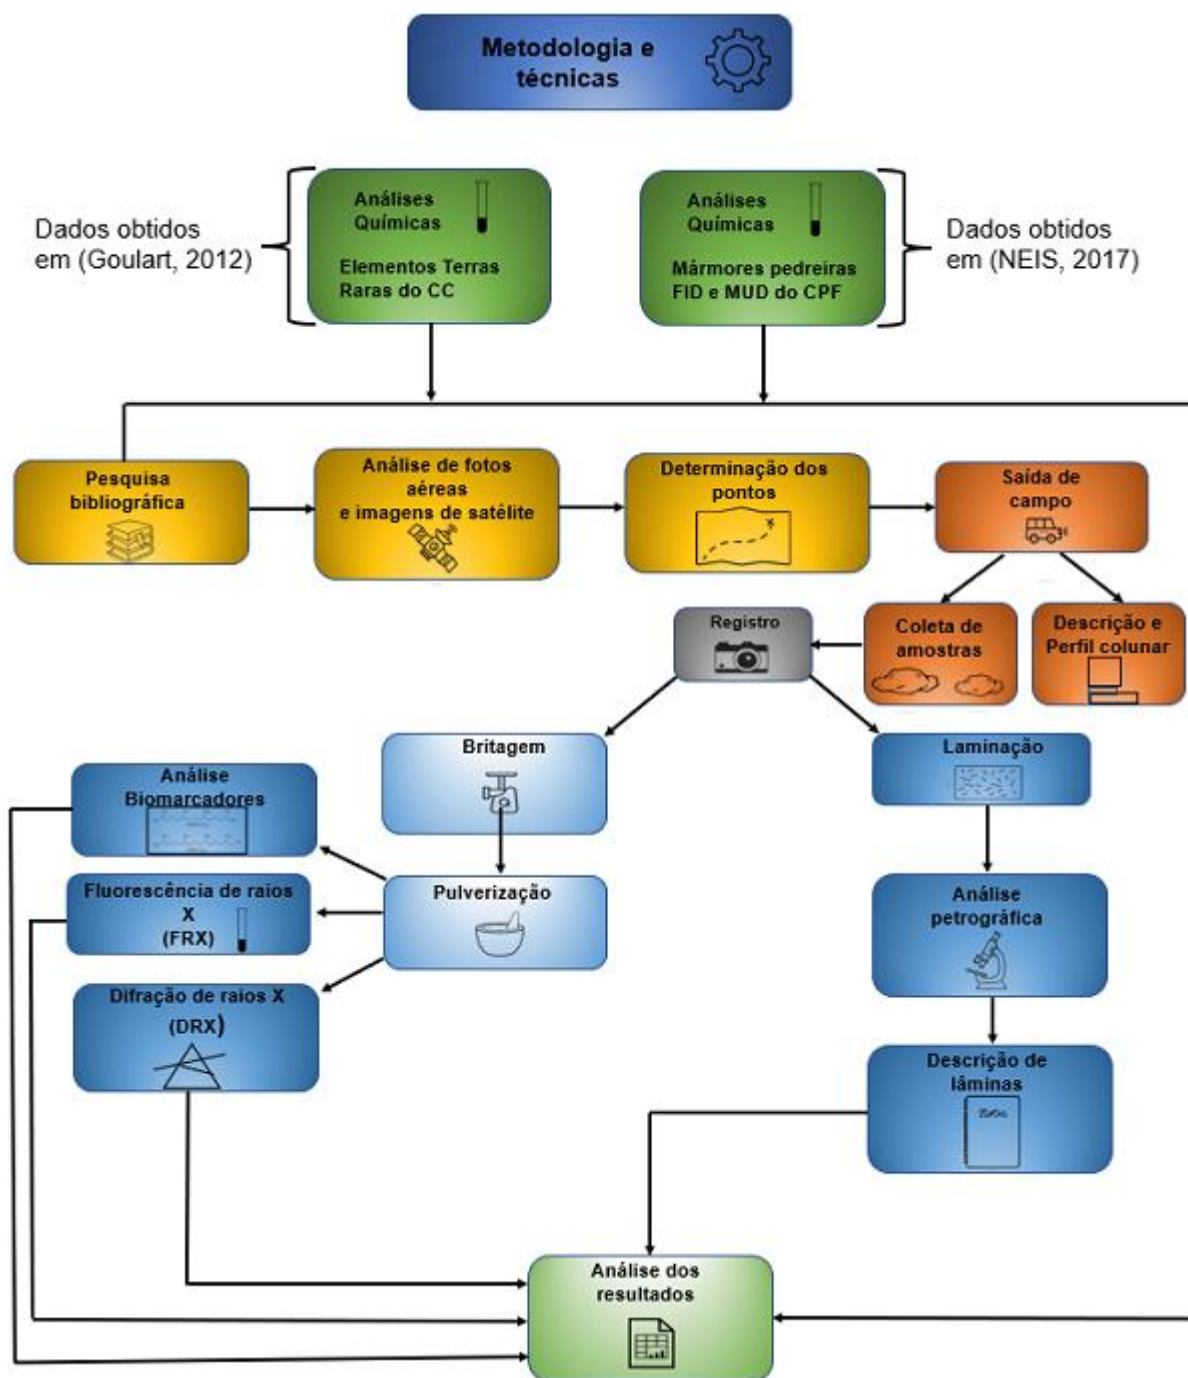 Metodologia e
técnicas
Dados obtidos
em (Goulart, 2012)
Análises
Químicas
Elementos Terras
Raras do CC
Análises
Químicas
Mármores pedreiras
FID e MUD do CPF
Dados obtidos
em (NEIS, 2017)
Pesquisa
bibliográfica
Análise de fotos
aéreas
e imagens de satélite
Determinação dos
pontos
Saída de
campo
Registro
Coleta de
amostras
Descrição e
Perfil colunar
Britagem
Laminação
Análise
Biomarcadores
Fluorescência de raios
X
(FRX)
Pulverização
Análise
petrográfica
Difração de raios X
(DRX)
Descrição de
lâminas
Análise dos
resultados